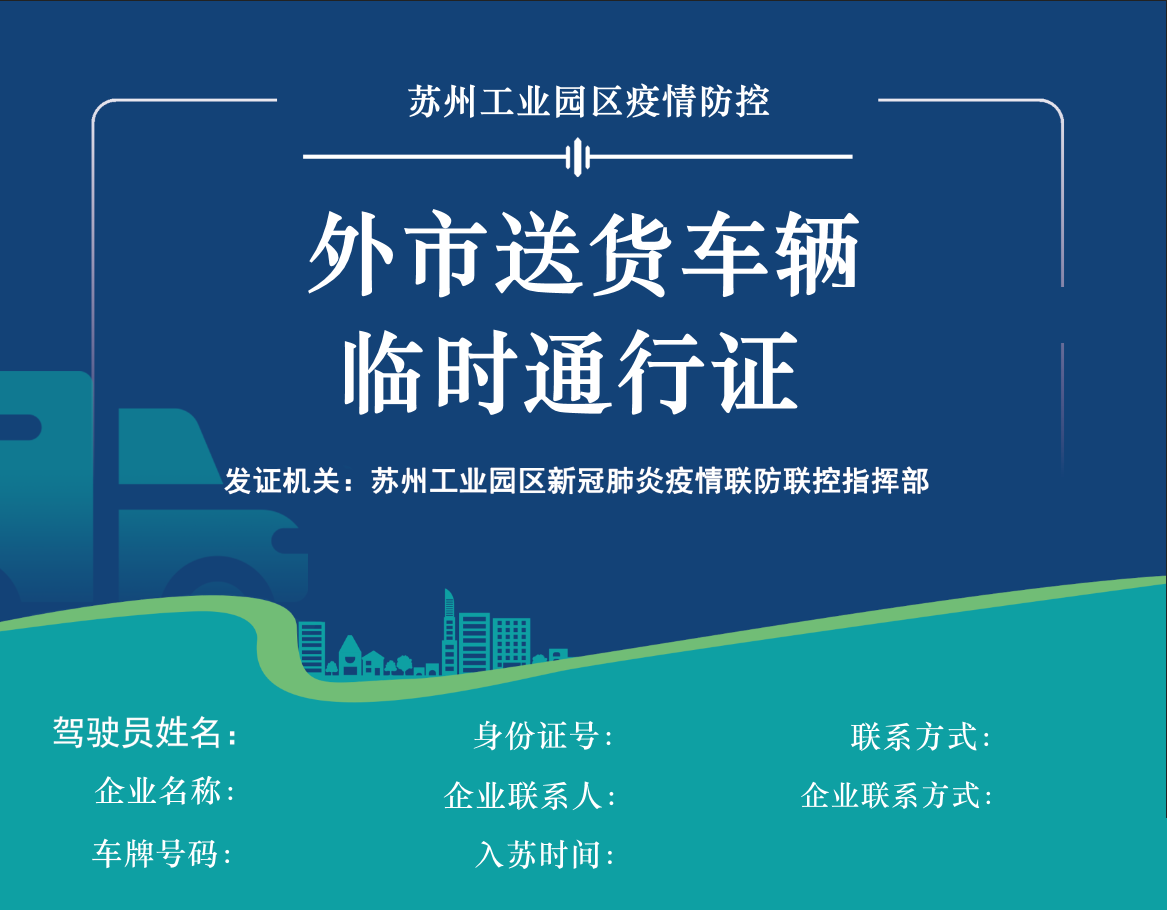 苏州工业园区疫情防控
外市送货车辆
临时通行证
发证机关：苏州工业园区新冠肺炎疫情联防联控指挥部
驾驶员姓名： 身份证号： 联系方式：
企业名称： 企业联系人： 企业联系方式：
车牌号码： 入苏时间：